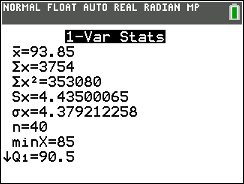 NORMAL FLOAT AUTO REAL RADIAN MP
1-Var Stats
x̄=93.85
Σx=3754
Σx²=353080
Sx=4.43500065
σx=4.379212258
n=40
minX=85
↓Q₁=90.5